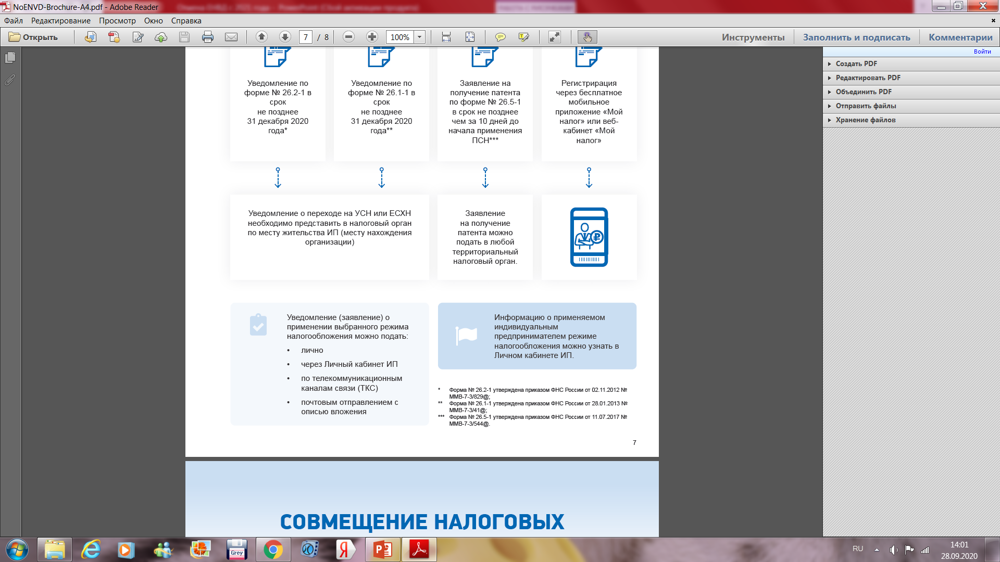 NoENVD-Brochure-A4.pdf - Adobe Reader
Файл Редактирование Просмотр Окно Справка
Открыть 7 / 8 100% Инструменты Заполнить и подписать Комментарии
Войти
Создать PDF
Редактировать PDF
Объединить PDF
Отправить файлы
Хранение файлов
Уведомление по
форме № 26.2-1 в
срок
не позднее
31 декабря 2020
года*
Уведомление по
форме № 26.1-1 в
срок
не позднее
31 декабря 2020
года**
Заявление на
получение патента
по форме № 26.5-1
в срок не позднее
чем за 10 дней до
начала применения
ПСН***
Регистрирация
через бесплатное
мобильное
приложение «Мой
налог» или веб-
кабинет «Мой
налог»
Уведомление о переходе на УСН или ЕСХН
необходимо представить в налоговый орган
по месту жительства ИП (месту нахождения
организации)
Заявление
на получение
патента можно
подать в любой
территориальный
налоговый орган.
Уведомление (заявление) о
применении выбранного режима
налогообложения можно подать:
• лично
• через Личный кабинет ИП
• по телекоммуникационным
каналам связи (ТКС)
• почтовым отправлением с
описью вложения
Информацию о применяемом
индивидуальным
предпринимателем режиме
налогообложения можно узнать в
Личном кабинете ИП.
* Форма № 26.2-1 утверждена приказом ФНС России от 02.11.2012 №
ММВ-7-3/829@;
** Форма № 26.1-1 утверждена приказом ФНС России от 28.01.2013 №
ММВ-7-3/41@;
*** Форма № 26.5-1 утверждена приказом ФНС России от 11.07.2017 №
ММВ-7-3/544@.
7
СОВМЕЩЕНИЕ НАЛОГОВЫХ
Grey
RU
14:01
28.09.2020